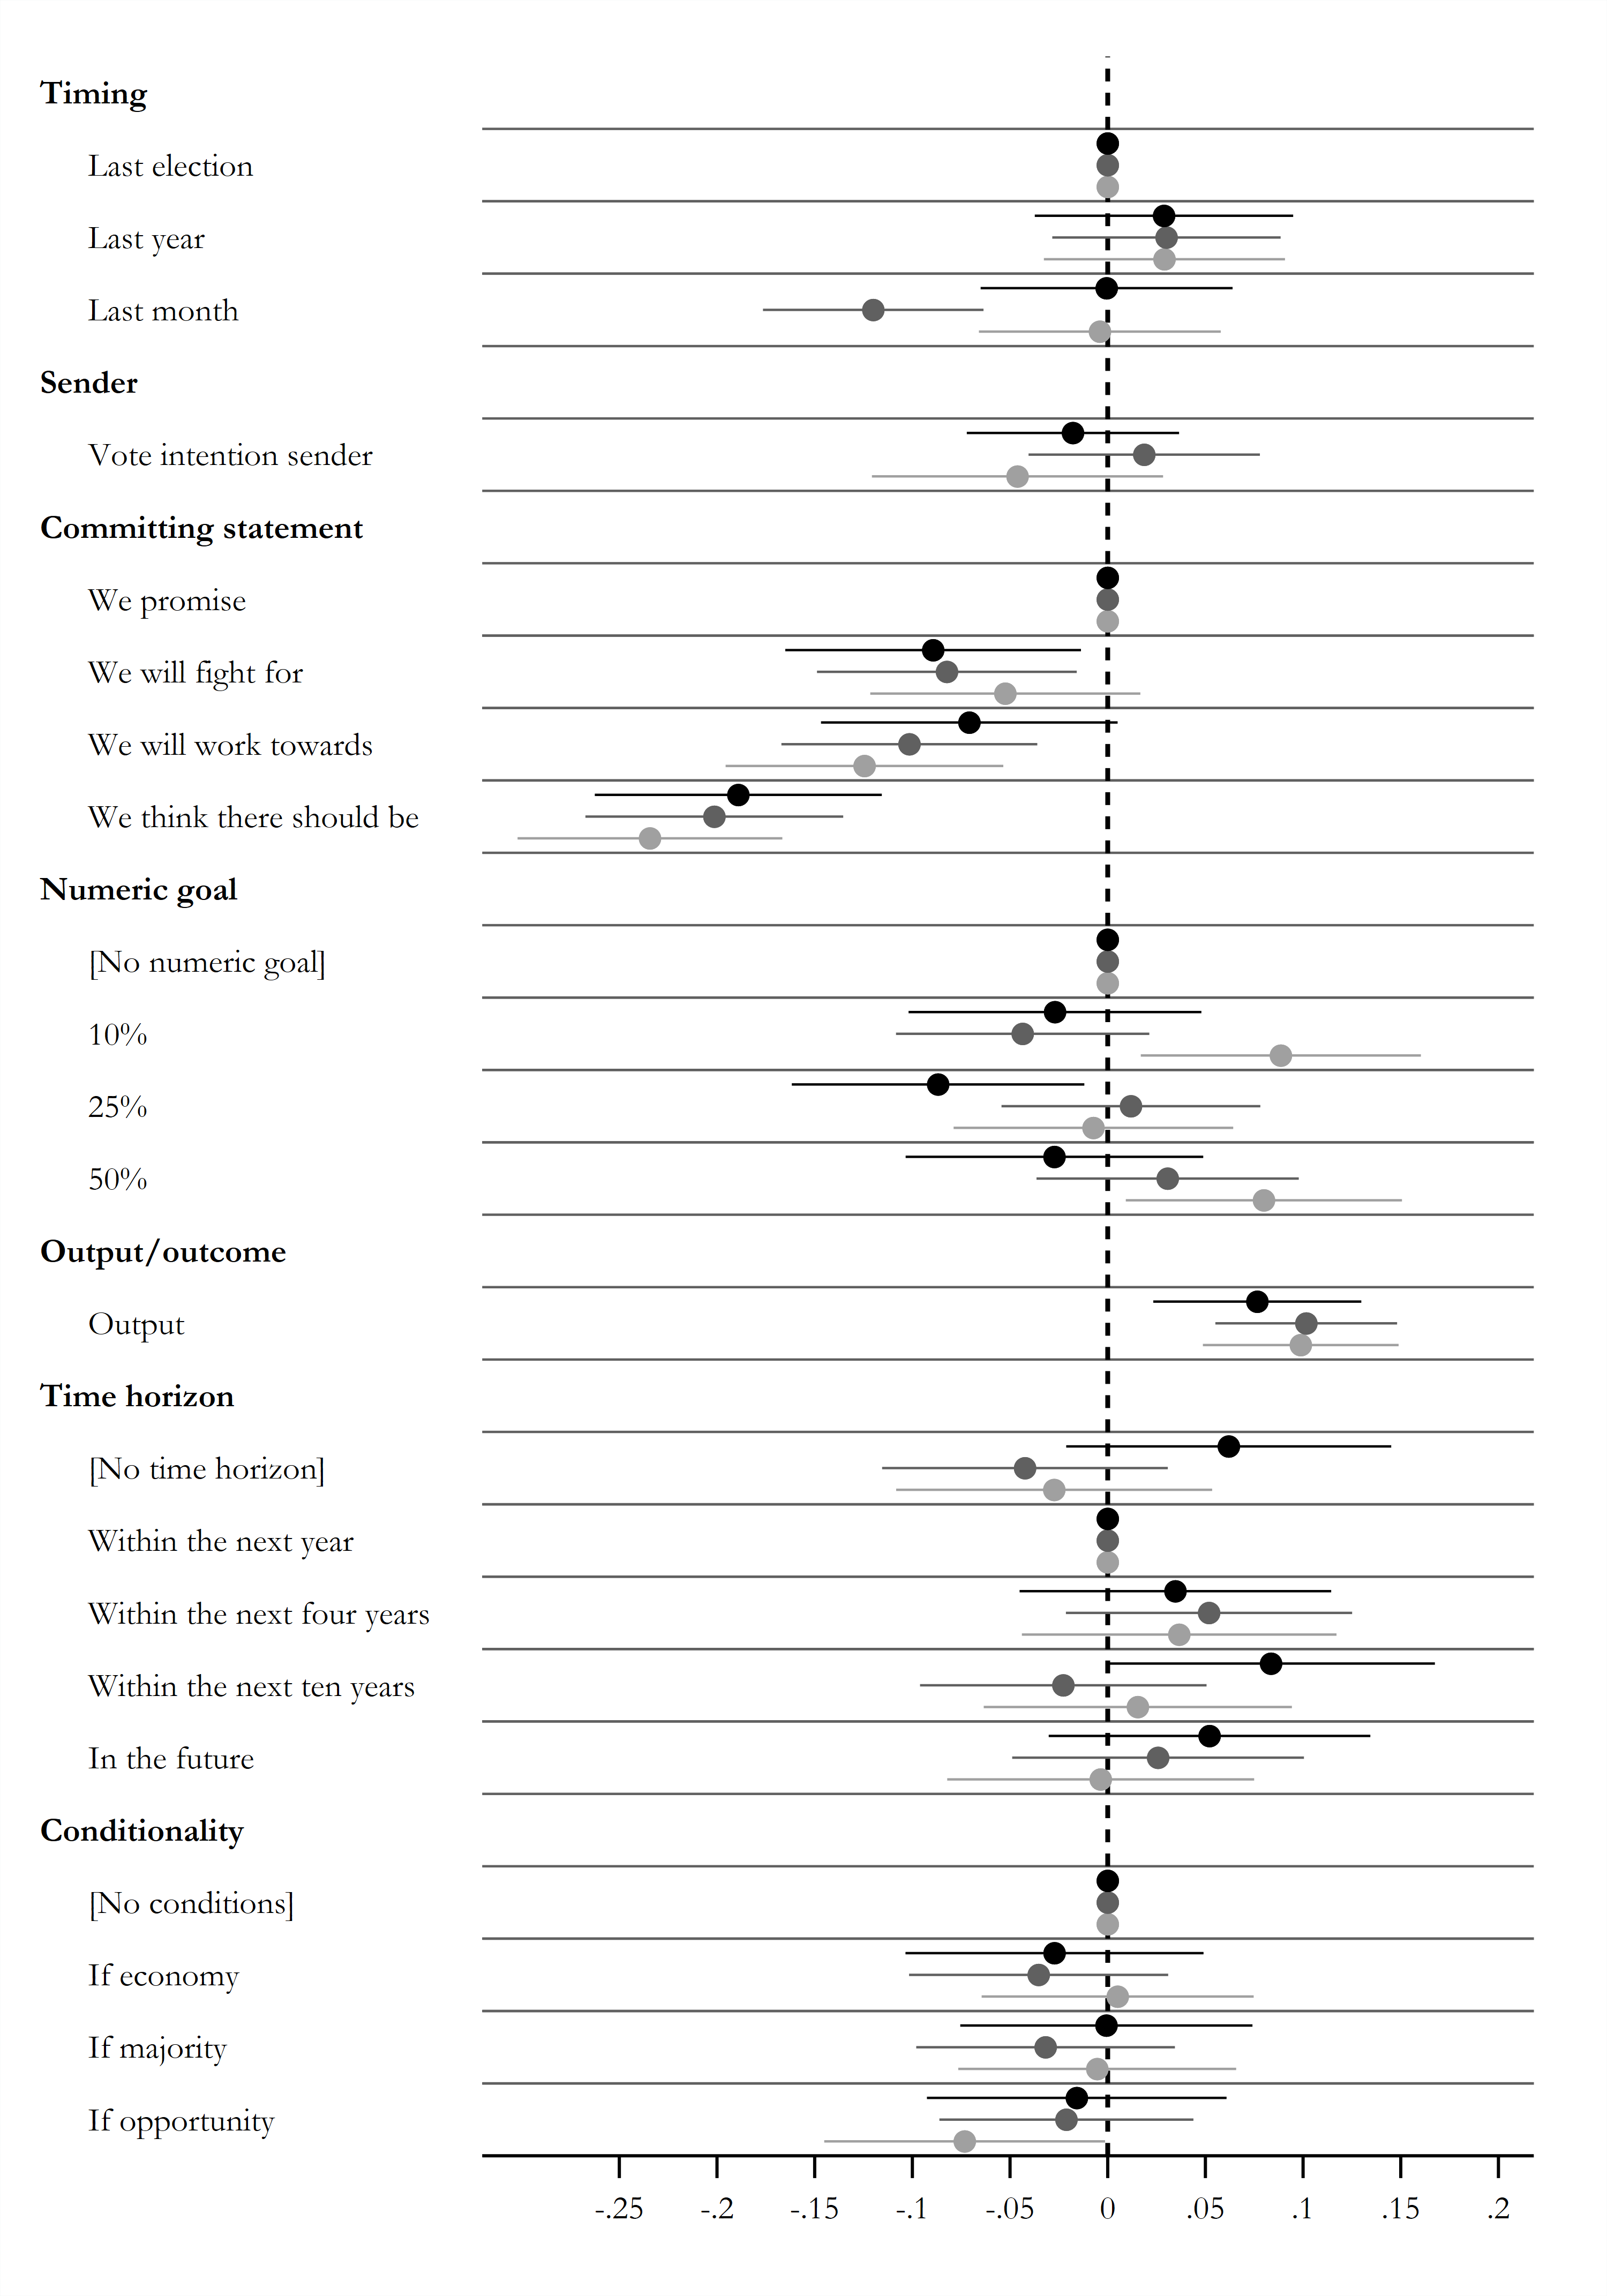 Timing
Last election
Last year
Last month
Sender
Vote intention sender
Committing statement
We promise
We will fight for
We will work towards
We think there should be
Numeric goal
[No numeric goal]
10%
25%
50%
Output/outcome
Output
Time horizon
[No time horizon]
Within the next year
Within the next four years
Within the next ten years
In the future
Conditionality
[No conditions]
If economy
If majority
If opportunity
-.25 -.2 -.15 -.1 -.05 0 .05 .1 .15 .2